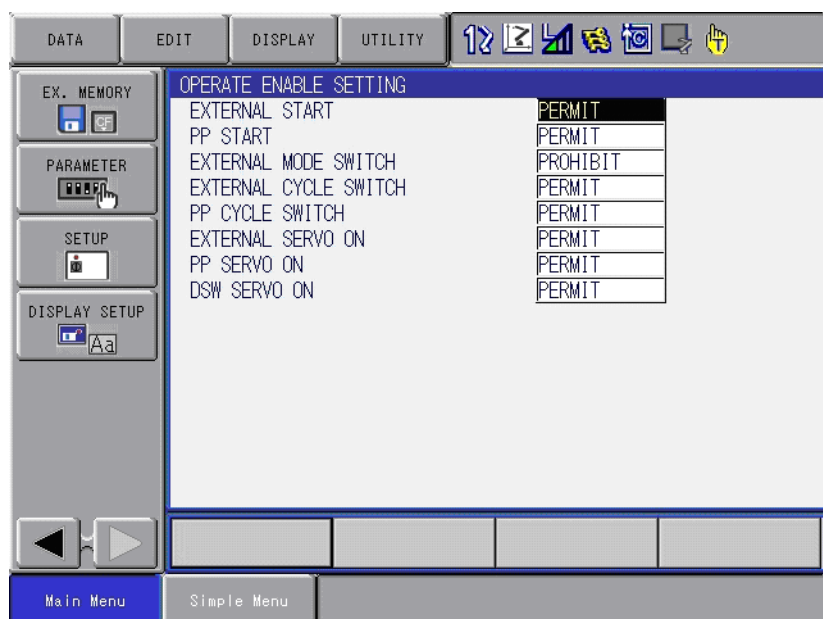 DATA EDIT DISPLAY UTILITY
EX. MEMORY
CF
PARAMETER
SETUP
DISPLAY SETUP
Aa
OPERATE ENABLE SETTING
EXTERNAL START PERMIT
PP START PERMIT
EXTERNAL MODE SWITCH PROHIBIT
EXTERNAL CYCLE SWITCH PERMIT
PP CYCLE SWITCH PERMIT
EXTERNAL SERVO ON PERMIT
PP SERVO ON PERMIT
DSW SERVO ON PERMIT
Main Menu Simple Menu